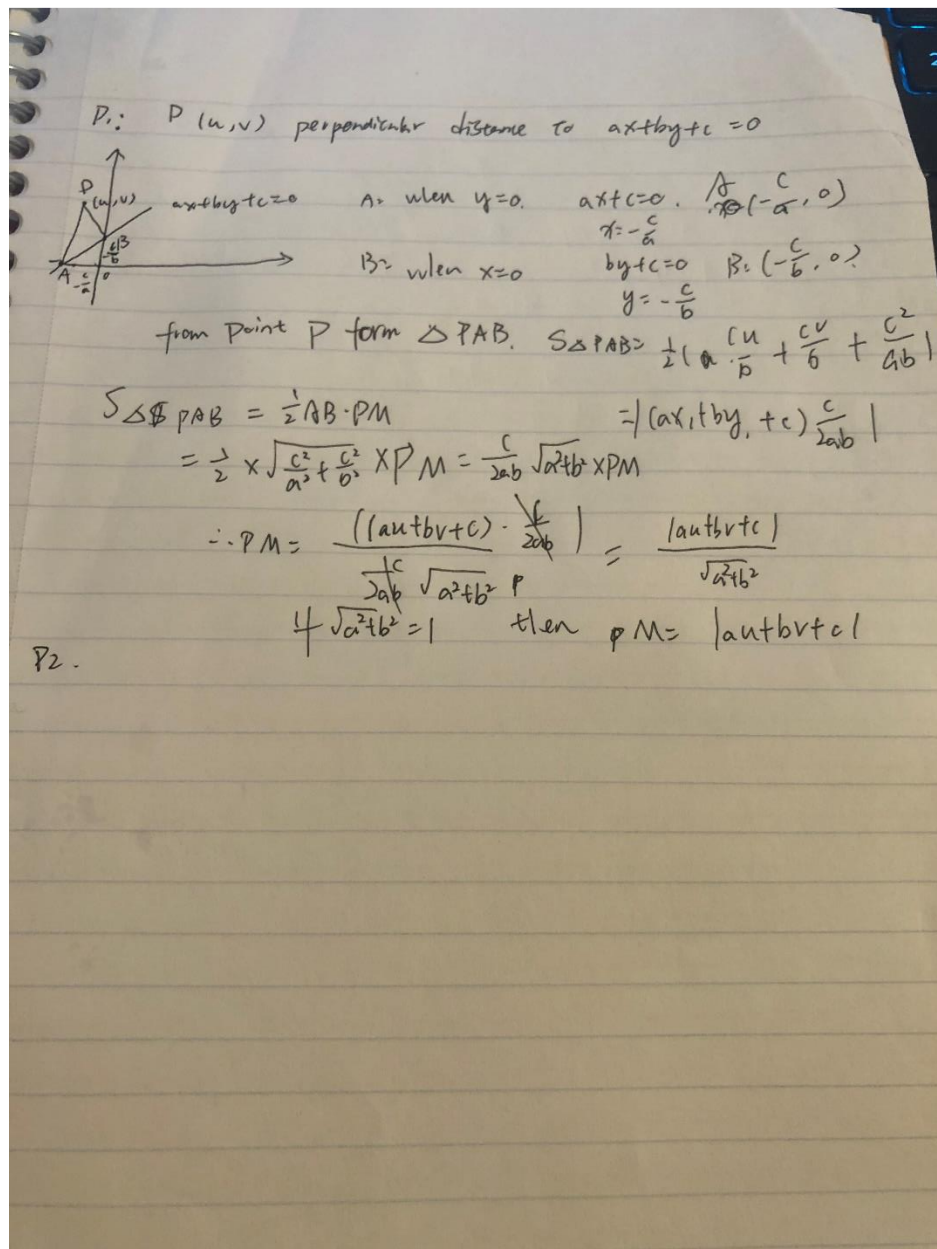 P1: P (u,v) perpendicular distance to ax+by+c =0
P (u,v) ax+by+c=0 A: when y=0. ax+c=0. A (-c/a, 0)
x=-c/a
B -c/b
A -c/a 0 B: when x=0 by+c=0 B: (-c/b, 0)
y = -c/b
from point P form △PAB. S△PAB= 1/2| a·cu/b + cv/b + c²/ab |
S△PAB = 1/2 AB·PM =|(ax,+by, +c) c/2ab |
= 1/2 × √(c²/a² + c²/b²) × PM = c/2ab √a²+b² × PM
∴ PM = |(au+bv+c) · c/2ab | / c/2ab √a²+b² = |au+bv+c| / √a²+b²
if √a²+b² = 1 then PM= |au+bv+c|
P2.